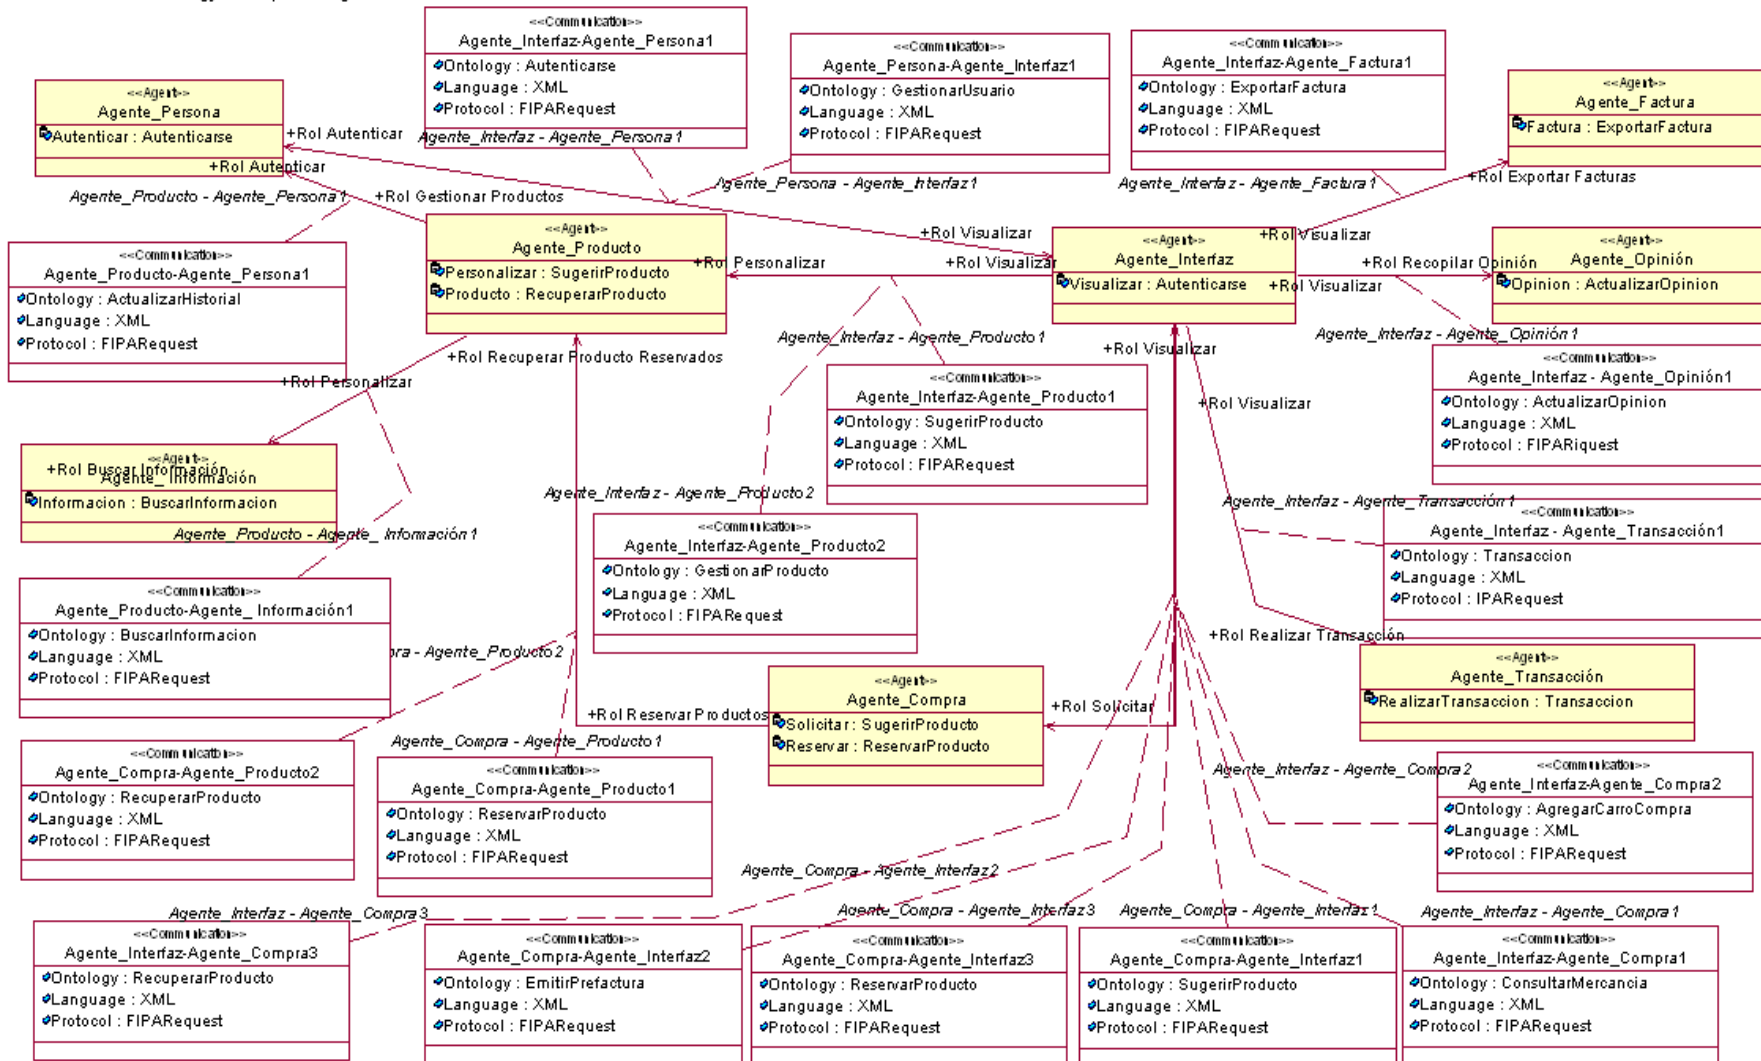 <<Communication>>
Agente_Interfaz-Agente_Persona1
Ontology : Autenticarse
Language : XML
Protocol : FIPARequest
<<Communication>>
Agente_Persona-Agente_Interfaz1
Ontology : GestionarUsuario
Language : XML
Protocol : FIPARequest
<<Communication>>
Agente_Interfaz-Agente_Factura1
Ontology : ExportarFactura
Language : XML
Protocol : FIPARequest
<<Agent>>
Agente_Persona
Autenticar : Autenticarse
<<Agent>>
Agente_Factura
Factura : ExportarFactura
+Rol Autenticar
Agente_Interfaz - Agente_Persona1
+Rol Autenticar
Agente_Persona - Agente_Interfaz1
Agente_Interfaz - Agente_Factura1
+Rol Exportar Facturas
Agente_Producto - Agente_Persona1
+Rol Gestionar Productos
<<Agent>>
Agente_Producto
Personalizar : SugerirProducto
Producto : RecuperarProducto
+Rol Visualizar
<<Agent>>
Agente_Interfaz
Visualizar : Autenticarse
+Rol Visualizar
<<Agent>>
Agente_Opinión
Opinion : ActualizarOpinion
<<Communication>>
Agente_Producto-Agente_Persona1
Ontology : ActualizarHistorial
Language : XML
Protocol : FIPARequest
+Rol Personalizar
+Rol Visualizar
+Rol Recopilar Opinión
+Rol Visualizar
Agente_Interfaz - Agente_Producto1
Agente_Interfaz - Agente_Opinión1
+Rol Recuperar Producto Reservados
+Rol Visualizar
+Rol Personalizar
<<Communication>>
Agente_Interfaz-Agente_Producto1
Ontology : SugerirProducto
Language : XML
Protocol : FIPARequest
<<Communication>>
Agente_Interfaz - Agente_Opinión1
Ontology : ActualizarOpinion
Language : XML
Protocol : FIPARiquest
+Rol Visualizar
<<Agent>>
+Rol Buscar Información
Agente_ Información
Informacion : BuscarInformacion
Agente_Interfaz - Agente_Producto2
Agente_Interfaz - Agente_Transacción1
Agente_Producto - Agente_ Información1
<<Communication>>
Agente_Interfaz-Agente_Producto2
Ontology : GestionarProducto
Language : XML
Protocol : FIPARequest
<<Communication>>
Agente_Interfaz - Agente_Transacción1
Ontology : Transaccion
Language : XML
Protocol : IPARequest
<<Communication>>
Agente_Producto-Agente_ Información1
Ontology : BuscarInformacion
Language : XML
Protocol : FIPARequest
pra - Agente_Producto2
+Rol Realizar Transacción
<<Agent>>
Agente_Transacción
RealizarTransaccion : Transaccion
<<Agent>>
Agente_Compra
Solicitar : SugerirProducto
Reservar : ReservarProducto
+Rol Reservar Productos
+Rol Solicitar
Agente_Compra - Agente_Producto1
<<Communication>>
Agente_Compra-Agente_Producto2
Ontology : RecuperarProducto
Language : XML
Protocol : FIPARequest
<<Communication>>
Agente_Compra-Agente_Producto1
Ontology : ReservarProducto
Language : XML
Protocol : FIPARequest
Agente_Interfaz - Agente_Compra2
<<Communication>>
Agente_Interfaz-Agente_Compra2
Ontology : AgregarCarroCompra
Language : XML
Protocol : FIPARequest
Agente_Compra - Agente_Interfaz2
Agente_Interfaz - Agente_Compra3
Agente_Compra - Agente_Interfaz3
Agente_Compra - Agente_Interfaz1
Agente_Interfaz - Agente_Compra1
<<Communication>>
Agente_Interfaz-Agente_Compra3
Ontology : RecuperarProducto
Language : XML
Protocol : FIPARequest
<<Communication>>
Agente_Compra-Agente_Interfaz2
Ontology : EmitirPrefactura
Language : XML
Protocol : FIPARequest
<<Communication>>
Agente_Compra-Agente_Interfaz3
Ontology : ReservarProducto
Language : XML
Protocol : FIPARequest
<<Communication>>
Agente_Compra-Agente_Interfaz1
Ontology : SugerirProducto
Language : XML
Protocol : FIPARequest
<<Communication>>
Agente_Interfaz-Agente_Compra1
Ontology : ConsultarMercancia
Language : XML
Protocol : FIPARequest